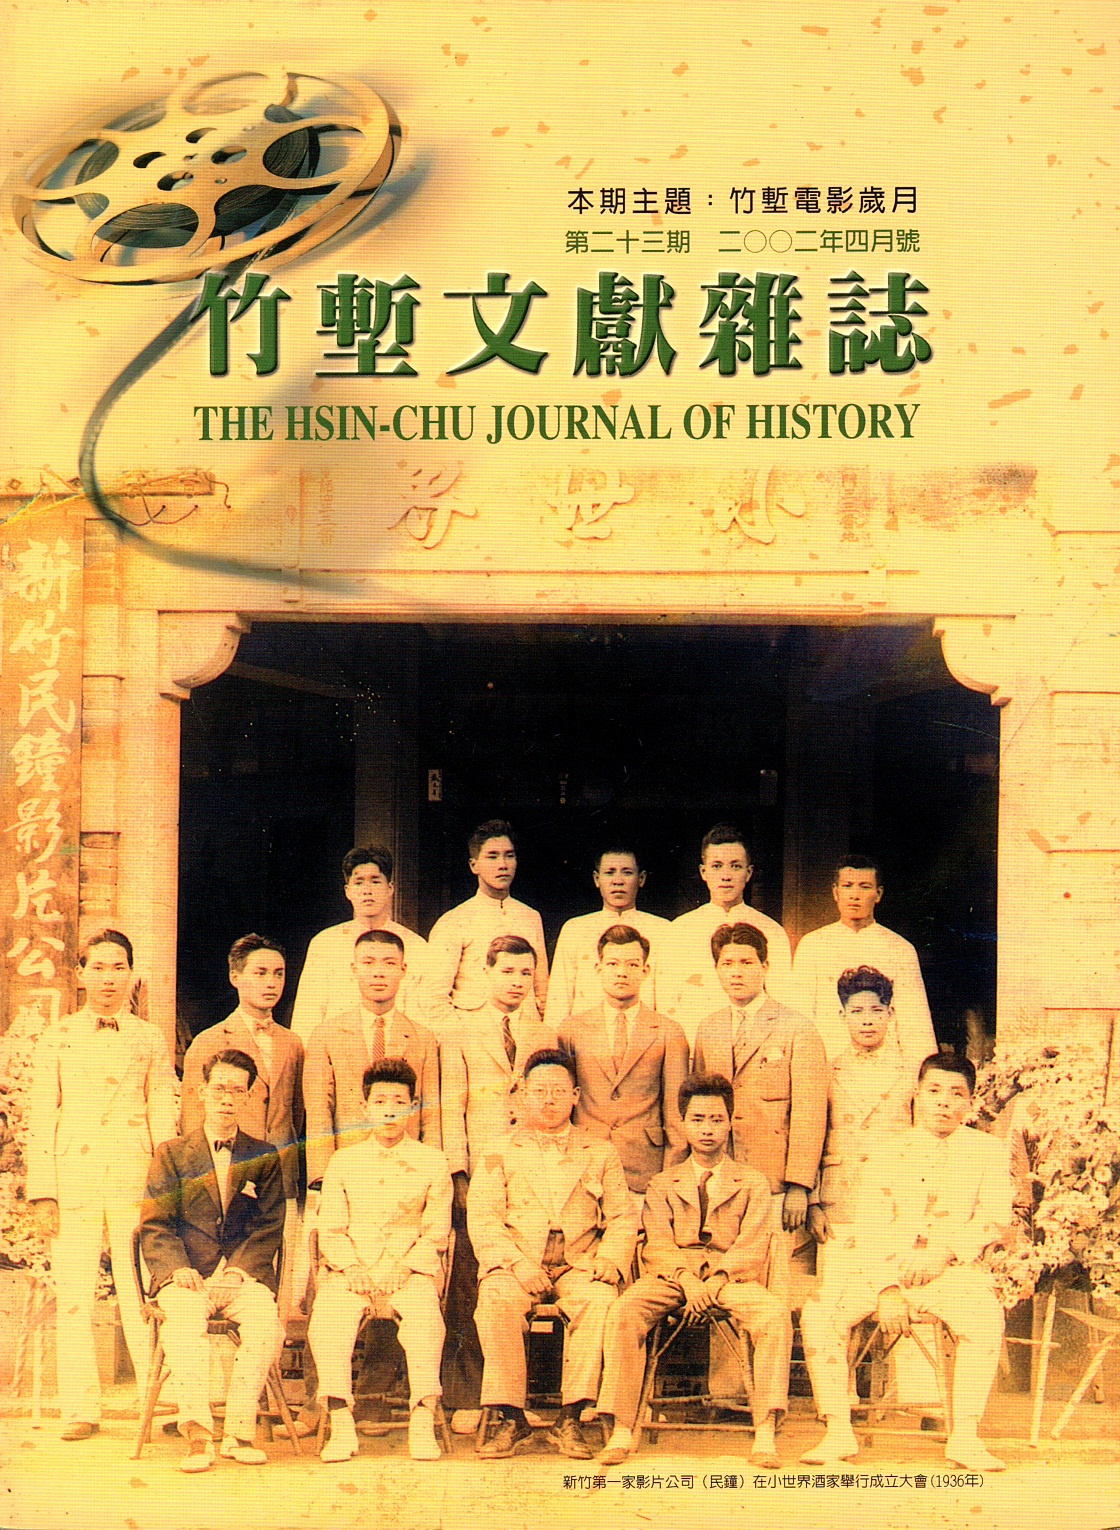 本期主題：竹塹電影歲月
第二十三期 二〇〇二年四月號
竹塹文獻雜誌
THE HSIN-CHU JOURNAL OF HISTORY
小世界
新竹民鐘影片公司
新竹第一家影片公司（民鐘）在小世界酒家舉行成立大會(1936年)